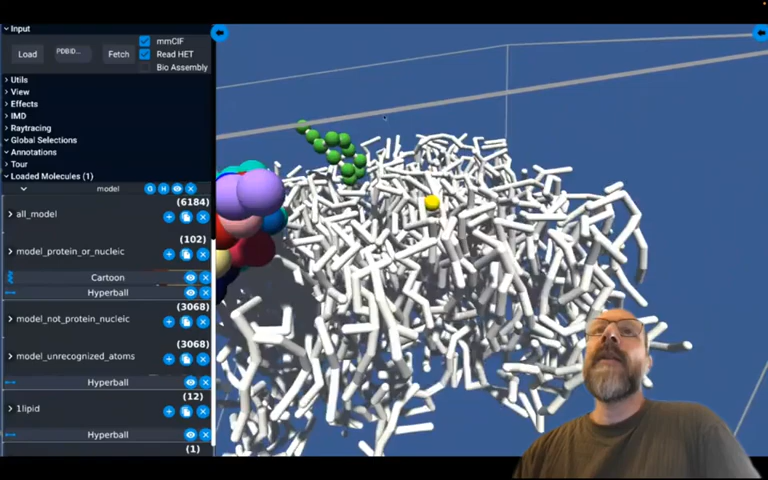 Input
Load
PDBID...
Fetch
mmCIF
Read HET
Bio Assembly
Utils
View
Effects
IMD
Raytracing
Global Selections
Annotations
Tour
Loaded Molecules (1)
model
G
H
(6184)
all_model
(102)
model_protein_or_nucleic
Cartoon
Hyperball
(3068)
model_not_protein_nucleic
(3068)
model_unrecognized_atoms
Hyperball
(12)
1lipid
Hyperball
(1)